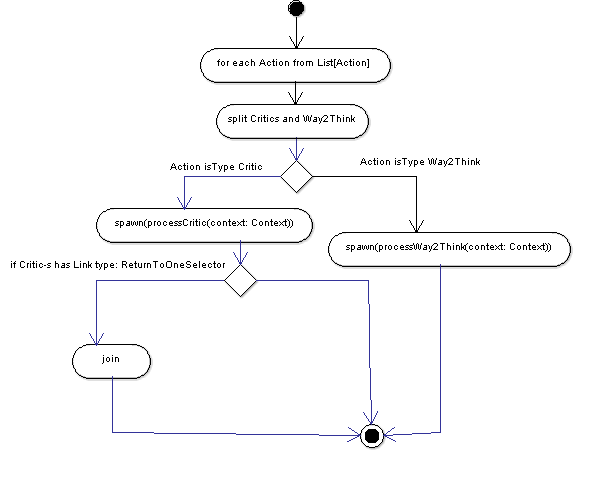 for each Action from List[Action]
split Critics and Way2Think
Action isType Critic
Action isType Way2Think
spawn(processCritic(context: Context))
spawn(processWay2Think(context: Context))
if Critic-s has Link type: ReturnToOneSelector
join